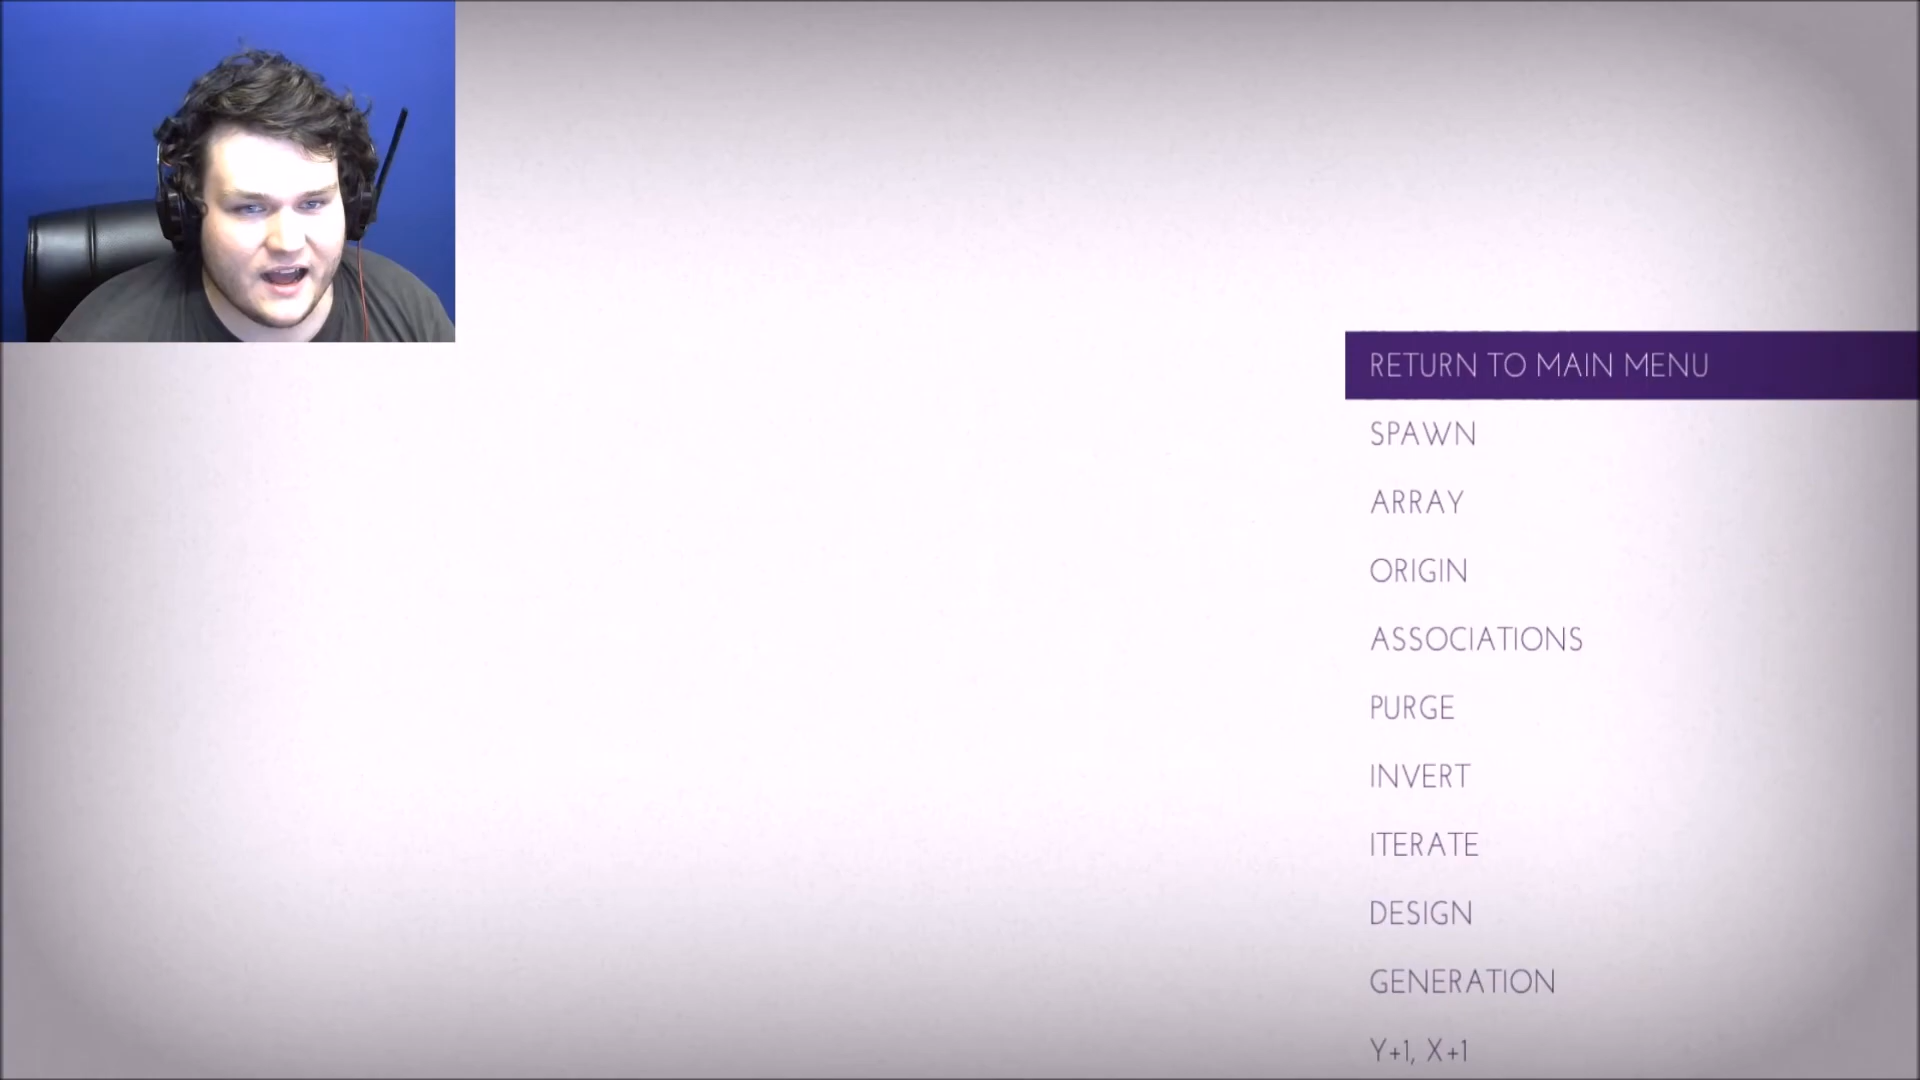 RETURN TO MAIN MENU
SPAWN
ARRAY
ORIGIN
ASSOCIATIONS
PURGE
INVERT
ITERATE
DESIGN
GENERATION
Y+1, X+1